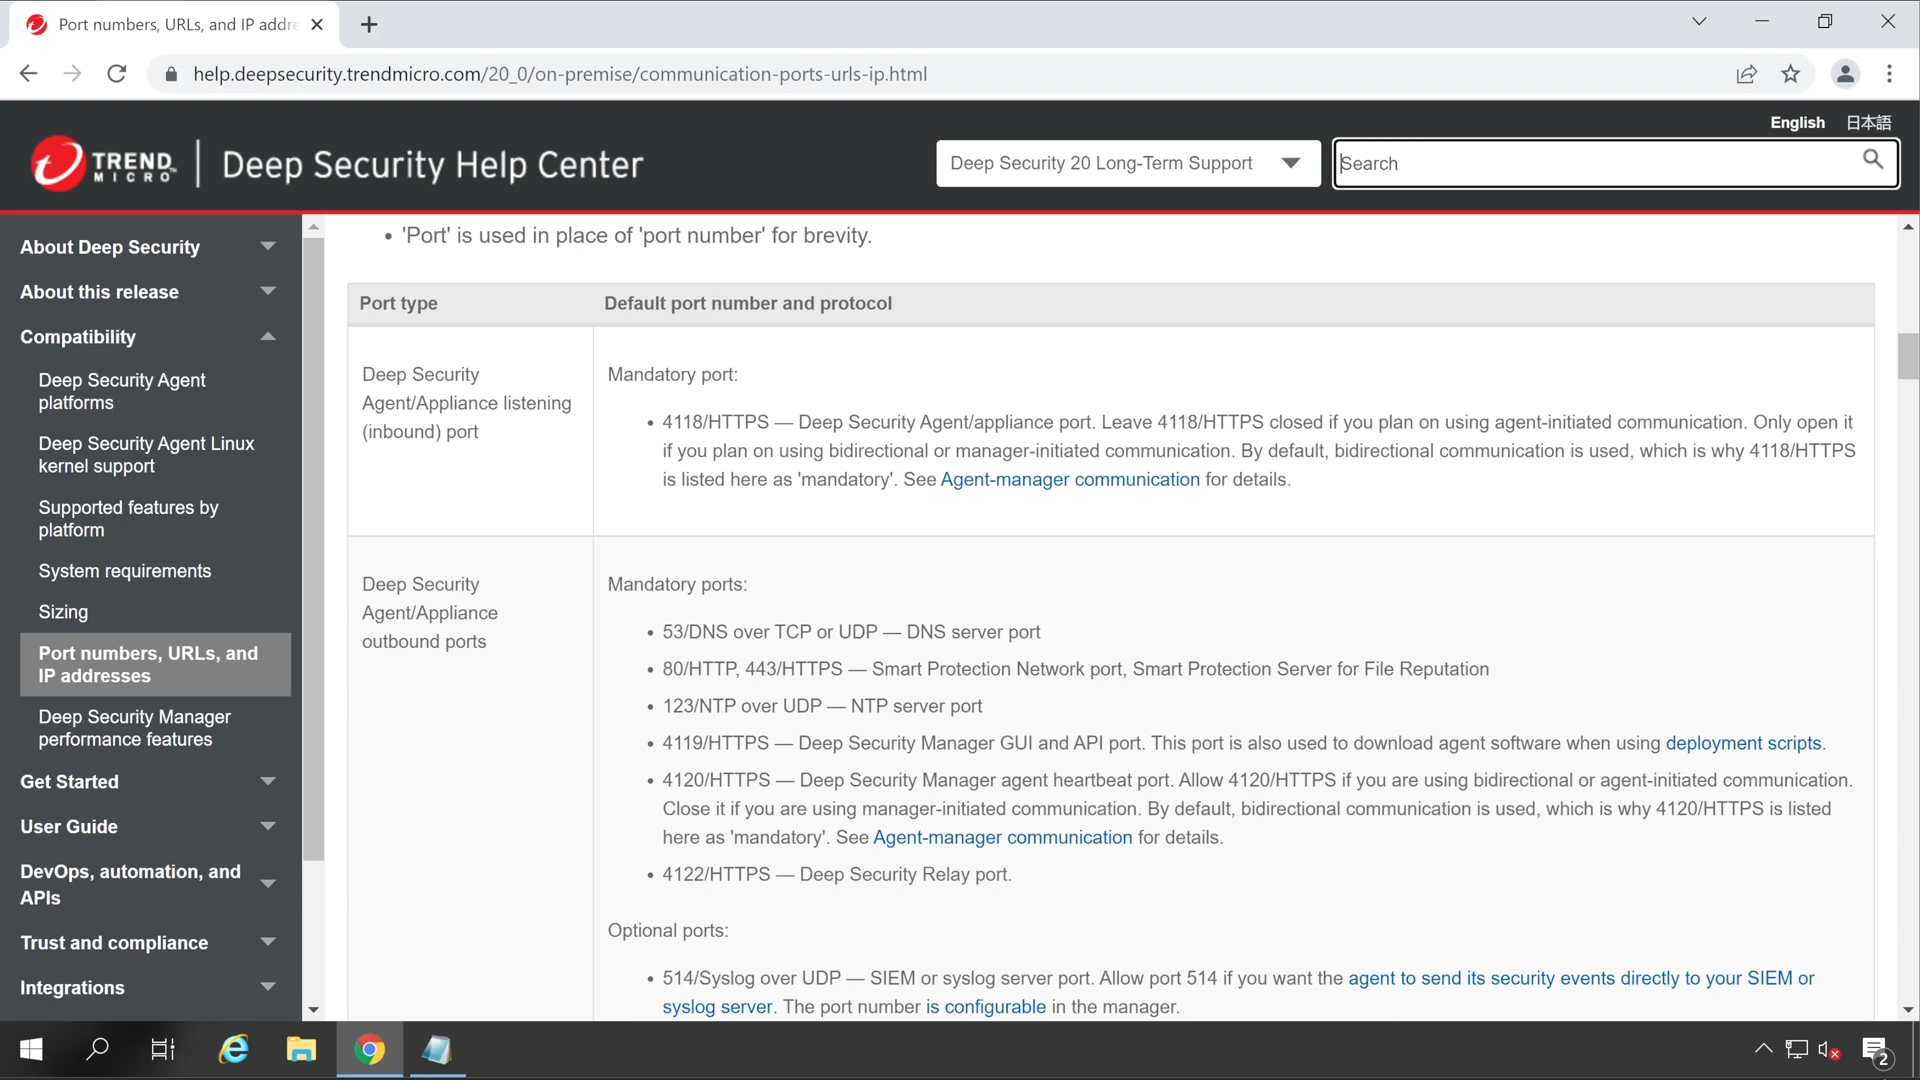 Port numbers, URLs, and IP addre
help.deepsecurity.trendmicro.com/20_0/on-premise/communication-ports-urls-ip.html
English 日本語
TREND MICRO™ Deep Security Help Center
Deep Security 20 Long-Term Support
Search
About Deep Security
About this release
Compatibility
Deep Security Agent
platforms
Deep Security Agent Linux
kernel support
Supported features by
platform
System requirements
Sizing
Port numbers, URLs, and
IP addresses
Deep Security Manager
performance features
Get Started
User Guide
DevOps, automation, and
APIs
Trust and compliance
Integrations
• 'Port' is used in place of 'port number' for brevity.
Port type Default port number and protocol
Deep Security
Agent/Appliance listening
(inbound) port
Mandatory port:
• 4118/HTTPS — Deep Security Agent/appliance port. Leave 4118/HTTPS closed if you plan on using agent-initiated communication. Only open it
if you plan on using bidirectional or manager-initiated communication. By default, bidirectional communication is used, which is why 4118/HTTPS
is listed here as 'mandatory'. See Agent-manager communication for details.
Deep Security
Agent/Appliance
outbound ports
Mandatory ports:
• 53/DNS over TCP or UDP — DNS server port
• 80/HTTP, 443/HTTPS — Smart Protection Network port, Smart Protection Server for File Reputation
• 123/NTP over UDP — NTP server port
• 4119/HTTPS — Deep Security Manager GUI and API port. This port is also used to download agent software when using deployment scripts.
• 4120/HTTPS — Deep Security Manager agent heartbeat port. Allow 4120/HTTPS if you are using bidirectional or agent-initiated communication.
Close it if you are using manager-initiated communication. By default, bidirectional communication is used, which is why 4120/HTTPS is listed
here as 'mandatory'. See Agent-manager communication for details.
• 4122/HTTPS — Deep Security Relay port.
Optional ports:
• 514/Syslog over UDP — SIEM or syslog server port. Allow port 514 if you want the agent to send its security events directly to your SIEM or
syslog server. The port number is configurable in the manager.
2